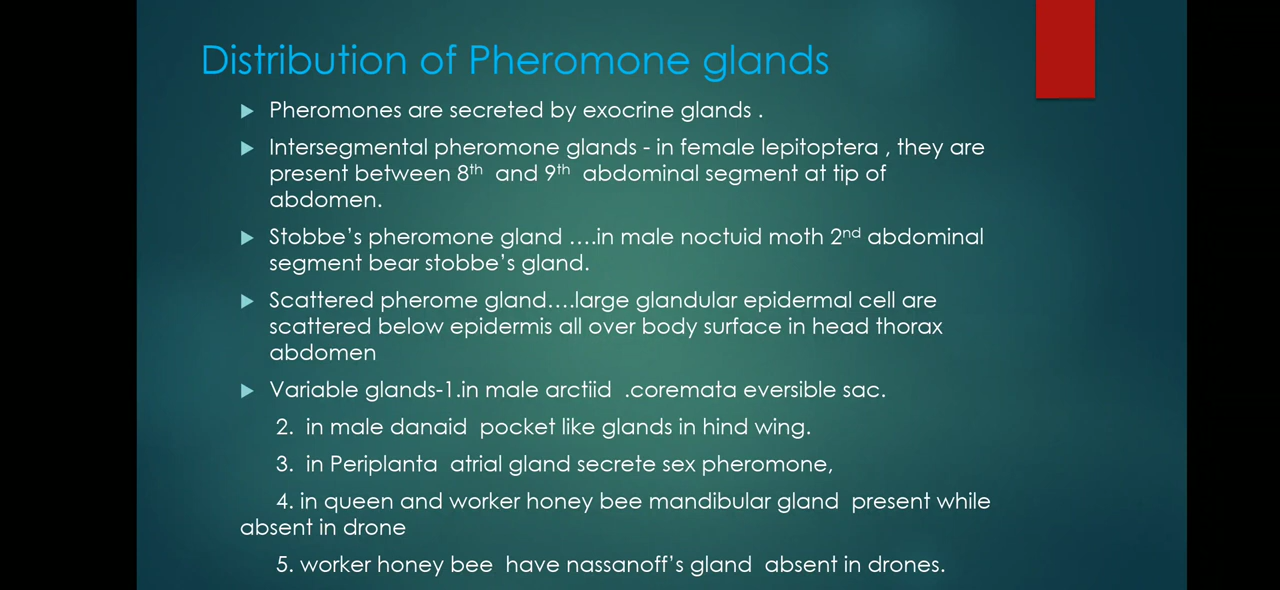 Distribution of Pheromone glands
Pheromones are secreted by exocrine glands .
Intersegmental pheromone glands - in female lepitoptera , they are
present between 8th and 9th abdominal segment at tip of
abdomen.
Stobbe's pheromone gland ....in male noctuid moth 2nd abdominal
segment bear stobbe's gland.
Scattered pherome gland....large glandular epidermal cell are
scattered below epidermis all over body surface in head thorax
abdomen
Variable glands-1.in male arctiid .coremata eversible sac.
2. in male danaid pocket like glands in hind wing.
3. in Periplanta atrial gland secrete sex pheromone,
4. in queen and worker honey bee mandibular gland present while
absent in drone
5. worker honey bee have nassanoff's gland absent in drones.